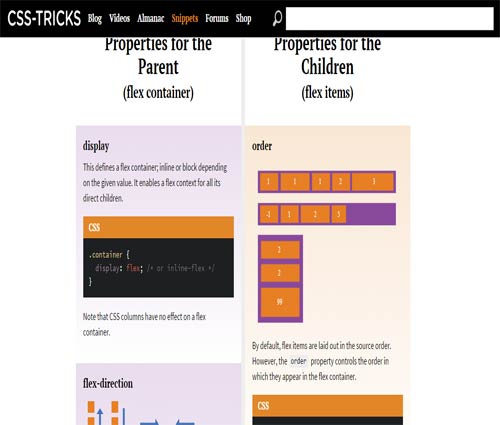 CSS-TRICKS Blog Videos Almanac Snippets Forums Shop
Properties for the
Parent
(flex container)
display
This defines a flex container; inline or block depending
on the given value. It enables a flex context for all its
direct children.
CSS
.container {
display: flex; /* or inline-flex */
}
Note that CSS columns have no effect on a flex
container.
flex-direction
Properties for the
Children
(flex items)
order
1 1 1 2 3
-1 1 2 5
2
2
99
By default, flex items are laid out in the source order.
However, the order property controls the order in
which they appear in the flex container.
CSS